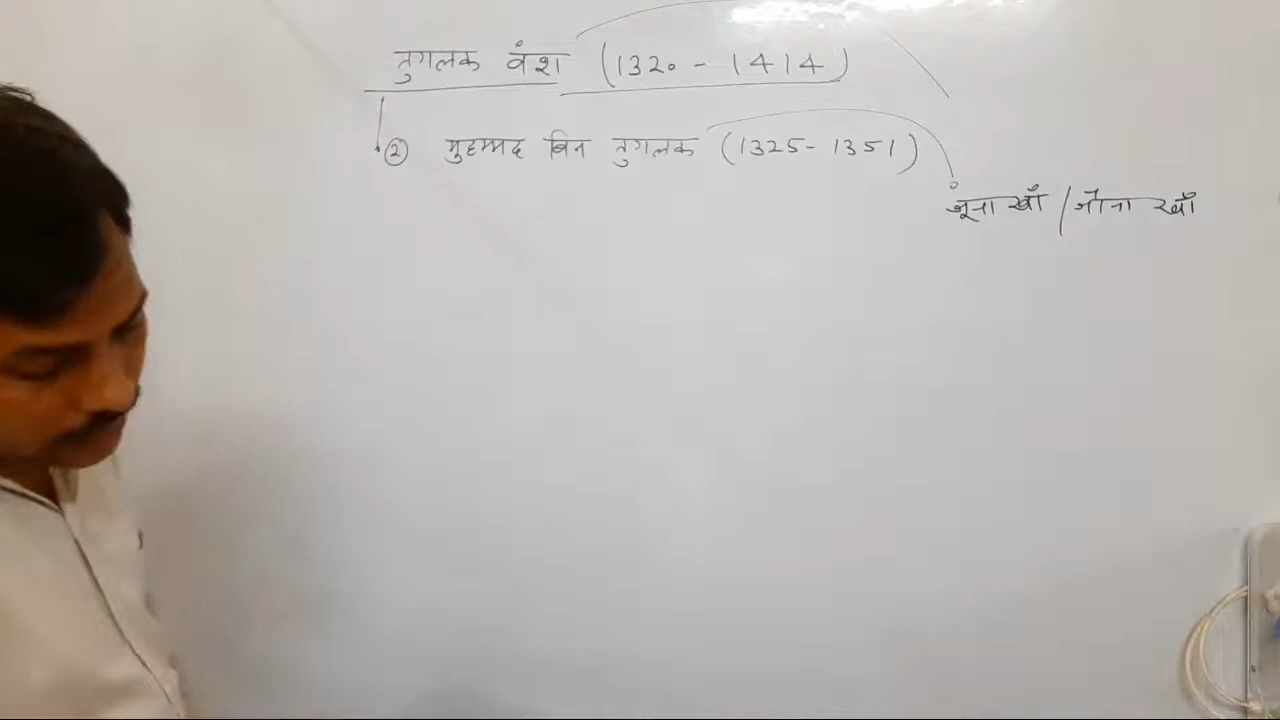 तुगलक वंश (1320 - 1414)
② मुहम्मद बिन तुगलक (1325- 1351)
जूना खाँ / जौना खाँ